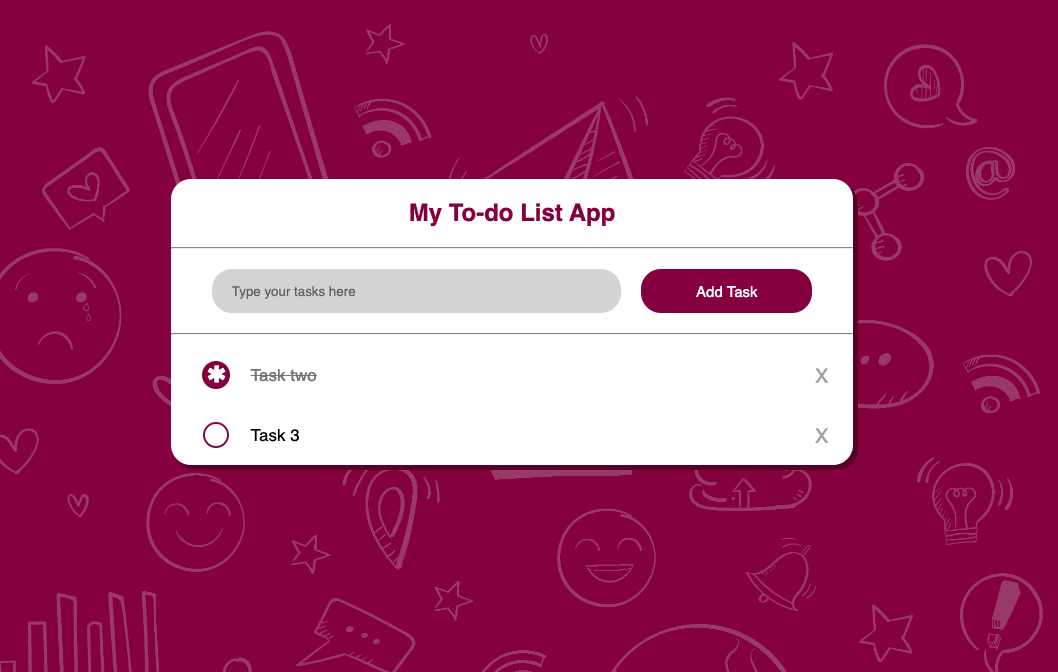 My To-do List App
Type your tasks here
Add Task
Task two
X
Task 3
X
@